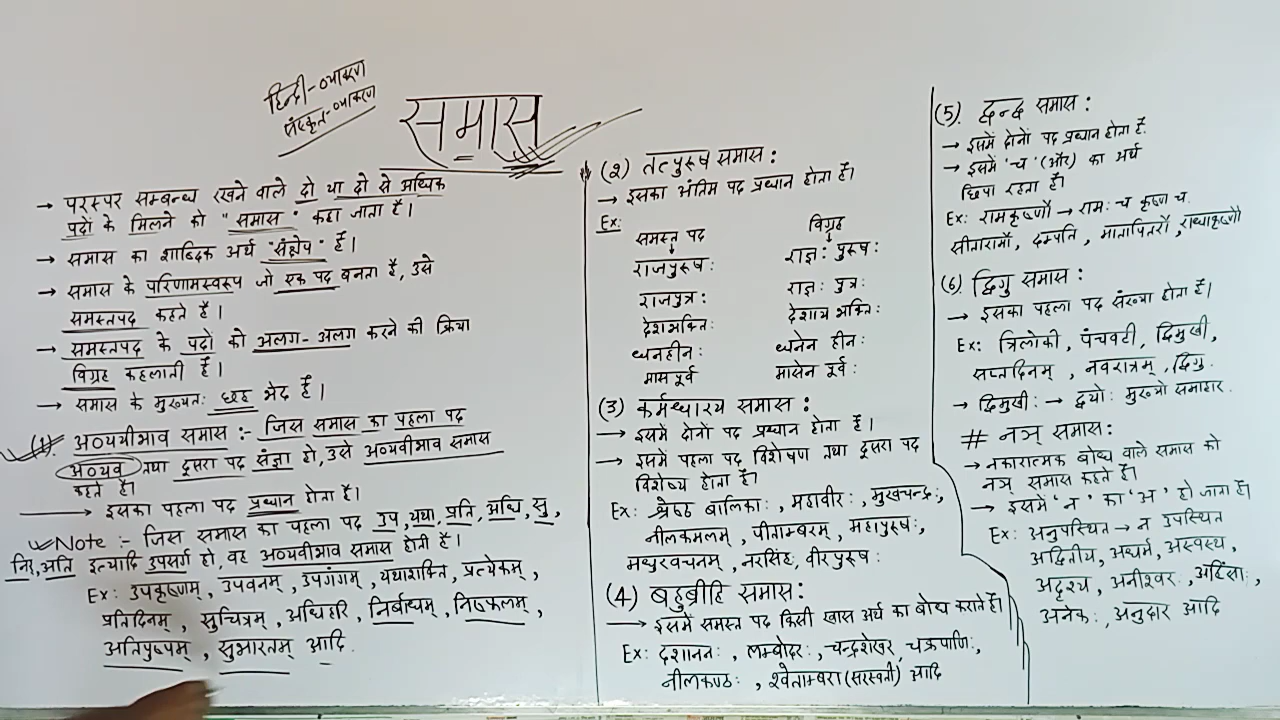 हिन्दी-व्याकरण
संस्कृत-व्याकरण
समास
→ परस्पर सम्बन्ध रखने वाले दो या दो से अधिक
पदों के मिलने को "समास" कहा जाता है।
→ समास का शाब्दिक अर्थ "संक्षेप" है।
→ समास के परिणामस्वरूप जो एक पद बनता है, उसे
समस्तपद कहते हैं।
→ समस्तपद के पदों को अलग-अलग करने की क्रिया
विग्रह कहलाती है।
→ समास के मुख्यतः छह भेद हैं।
(1) अव्ययीभाव समास :- जिस समास का पहला पद
अव्यव तथा दूसरा पद संज्ञा हो, उसे अव्यवीभाव समास
कहते है।
→ इसका पहला पद प्रधान होता है।
Note :- जिस समास का पहला पद उप, यथा, प्रति, अधि, सु,
निर, अति इत्यादि उपसर्ग हो, वह अव्यवीभाव समास होती है।
Ex: उपकृष्णम्, उपवनम्, उपगंगम्, यथाशक्ति, प्रत्येकम्,
प्रतिदिनम्, सुचित्रम्, अधिहरि, निर्बाधम्, निष्फलम्,
अतिपुष्पम्, सुभारतम् आदि.
(२) तत्पुरूष समास :
→ इसका अंतिम पद प्रधान होता है।
Ex:
समस्त पद विग्रह
राजपुरूषः राज्ञः पुरूषः
राजपुत्रः राज्ञः पुत्रः
देशभक्तिः देशाय भक्तिः
धनहीनः धनेन हीनः
मासपूर्व मासेन पूर्वः
(3) कर्मधारय समास :
→ इसमें दोनों पद प्रधान होता है।
→ इसमें पहला पद विशेषण तथा दूसरा पद
विशेष्य होता है।
Ex: श्रेष्ठ बालिकाः, महावीरः, मुखचन्द्रः,
नीलकमलम्, पीताम्बरम्, महापुरूषः,
मधुरवचनम्, नरसिंहः, वीरपुरूषः
(4) बहुब्रीहि समास :
→ इसमें समस्त पद किसी खास अर्थ का बोध कराते है।
Ex: दशाननः, लम्बोदरः, चन्द्रशेखर, चक्रपाणिः,
नीलकण्ठः, श्वेताम्बरा (सरस्वती) आदि
(5). द्वन्द समास :
→ इसमें दोनों पद प्रधान होता है.
→ इसमें 'च' (और) का अर्थ
छिपा रहता है।
Ex: रामकृष्णौ → रामः च कृष्ण च.
सीतारामौ, दम्पति, मातापितरौ, राधाकृष्णौ
(6). द्विगु समास :
→ इसका पहला पद संख्या होता है।
Ex: त्रिलोकी, पंचवटी, द्विमुखी,
सप्तदिनम्, नवरात्रम्, द्विगु.
→ द्विमुखी: → द्वयोः मुख्यो समाहार.
# नञ् समास:
→ नकारात्मक बोध वाले समास को
नञ् समास कहते है।
→ इसमें 'न' का 'अ' हो जाता है।
Ex: अनुपस्थित → न उपस्थित
अद्वितीय, अधर्म, अस्वस्थ,
अदृश्य, अनीश्वरः, अहिंसाः,
अनेकः, अनुदार आदि